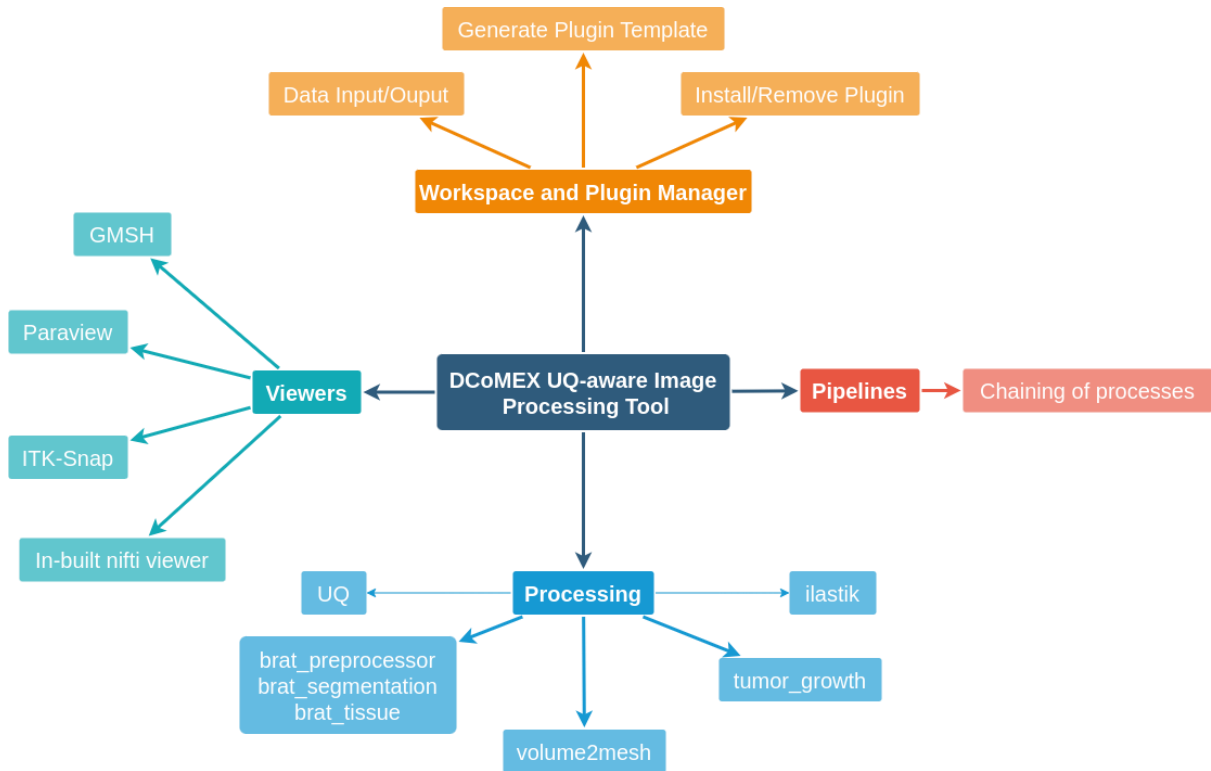 Generate Plugin Template
Data Input/Ouput
Install/Remove Plugin
Workspace and Plugin Manager
GMSH
Paraview
Viewers
DCoMEX UQ-aware Image
Processing Tool
Pipelines
Chaining of processes
ITK-Snap
In-built nifti viewer
UQ
Processing
ilastik
brat_preprocessor
brat_segmentation
brat_tissue
tumor_growth
volume2mesh